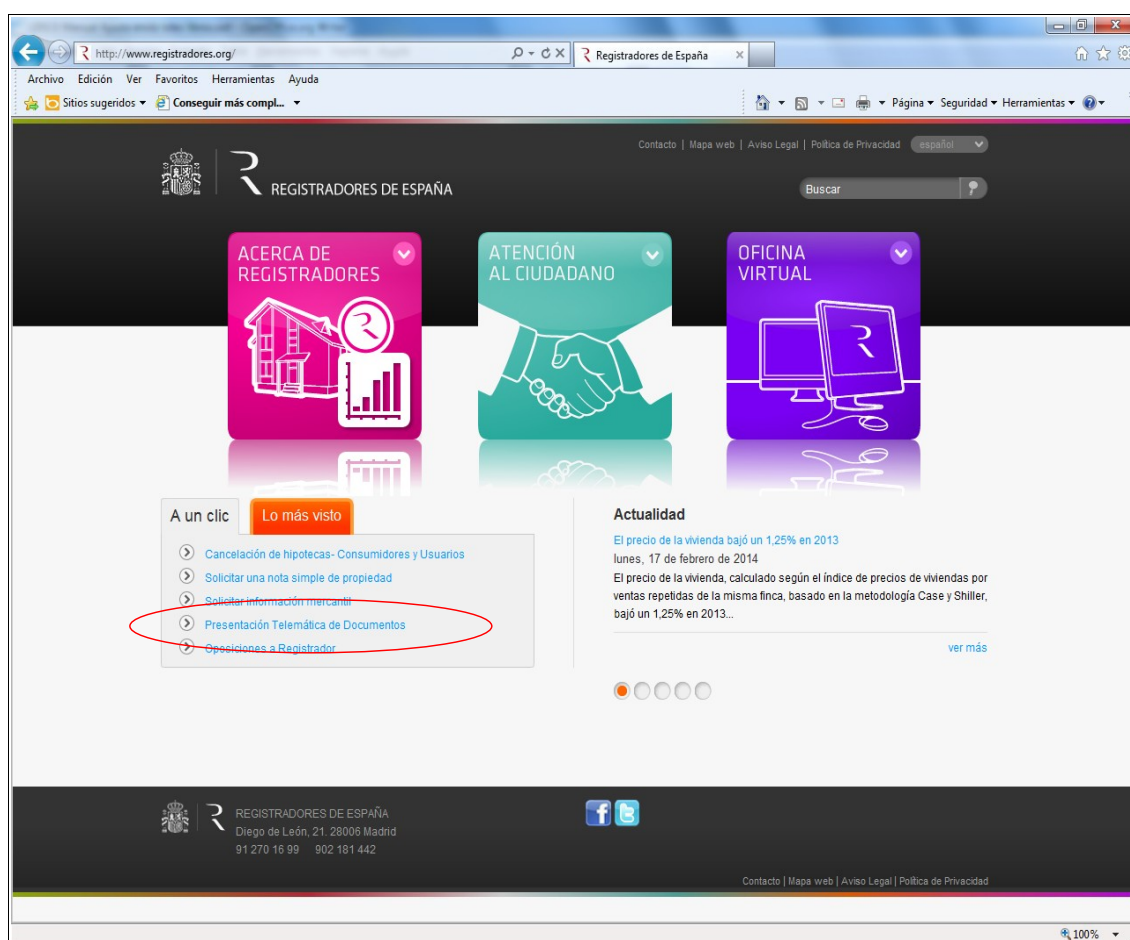 http://www.registradores.org/
Registradores de España
Archivo Edición Ver Favoritos Herramientas Ayuda
Sitios sugeridos Conseguir más compl... Página Seguridad Herramientas
Contacto | Mapa web | Aviso Legal | Política de Privacidad español
REGISTRADORES DE ESPAÑA
Buscar
ACERCA DE
REGISTRADORES
ATENCIÓN
AL CIUDADANO
OFICINA
VIRTUAL
A un clic Lo más visto
Cancelación de hipotecas- Consumidores y Usuarios
Solicitar una nota simple de propiedad
Solicitar información mercantil
Presentación Telemática de Documentos
Oposiciones a Registrador
Actualidad
El precio de la vivienda bajó un 1,25% en 2013
lunes, 17 de febrero de 2014
El precio de la vivienda, calculado según el índice de precios de viviendas por
ventas repetidas de la misma finca, basado en la metodología Case y Shiller,
bajó un 1,25% en 2013...
ver más
REGISTRADORES DE ESPAÑA
Diego de León, 21. 28006 Madrid
91 270 16 99 902 181 442
Contacto | Mapa web | Aviso Legal | Política de Privacidad
100%